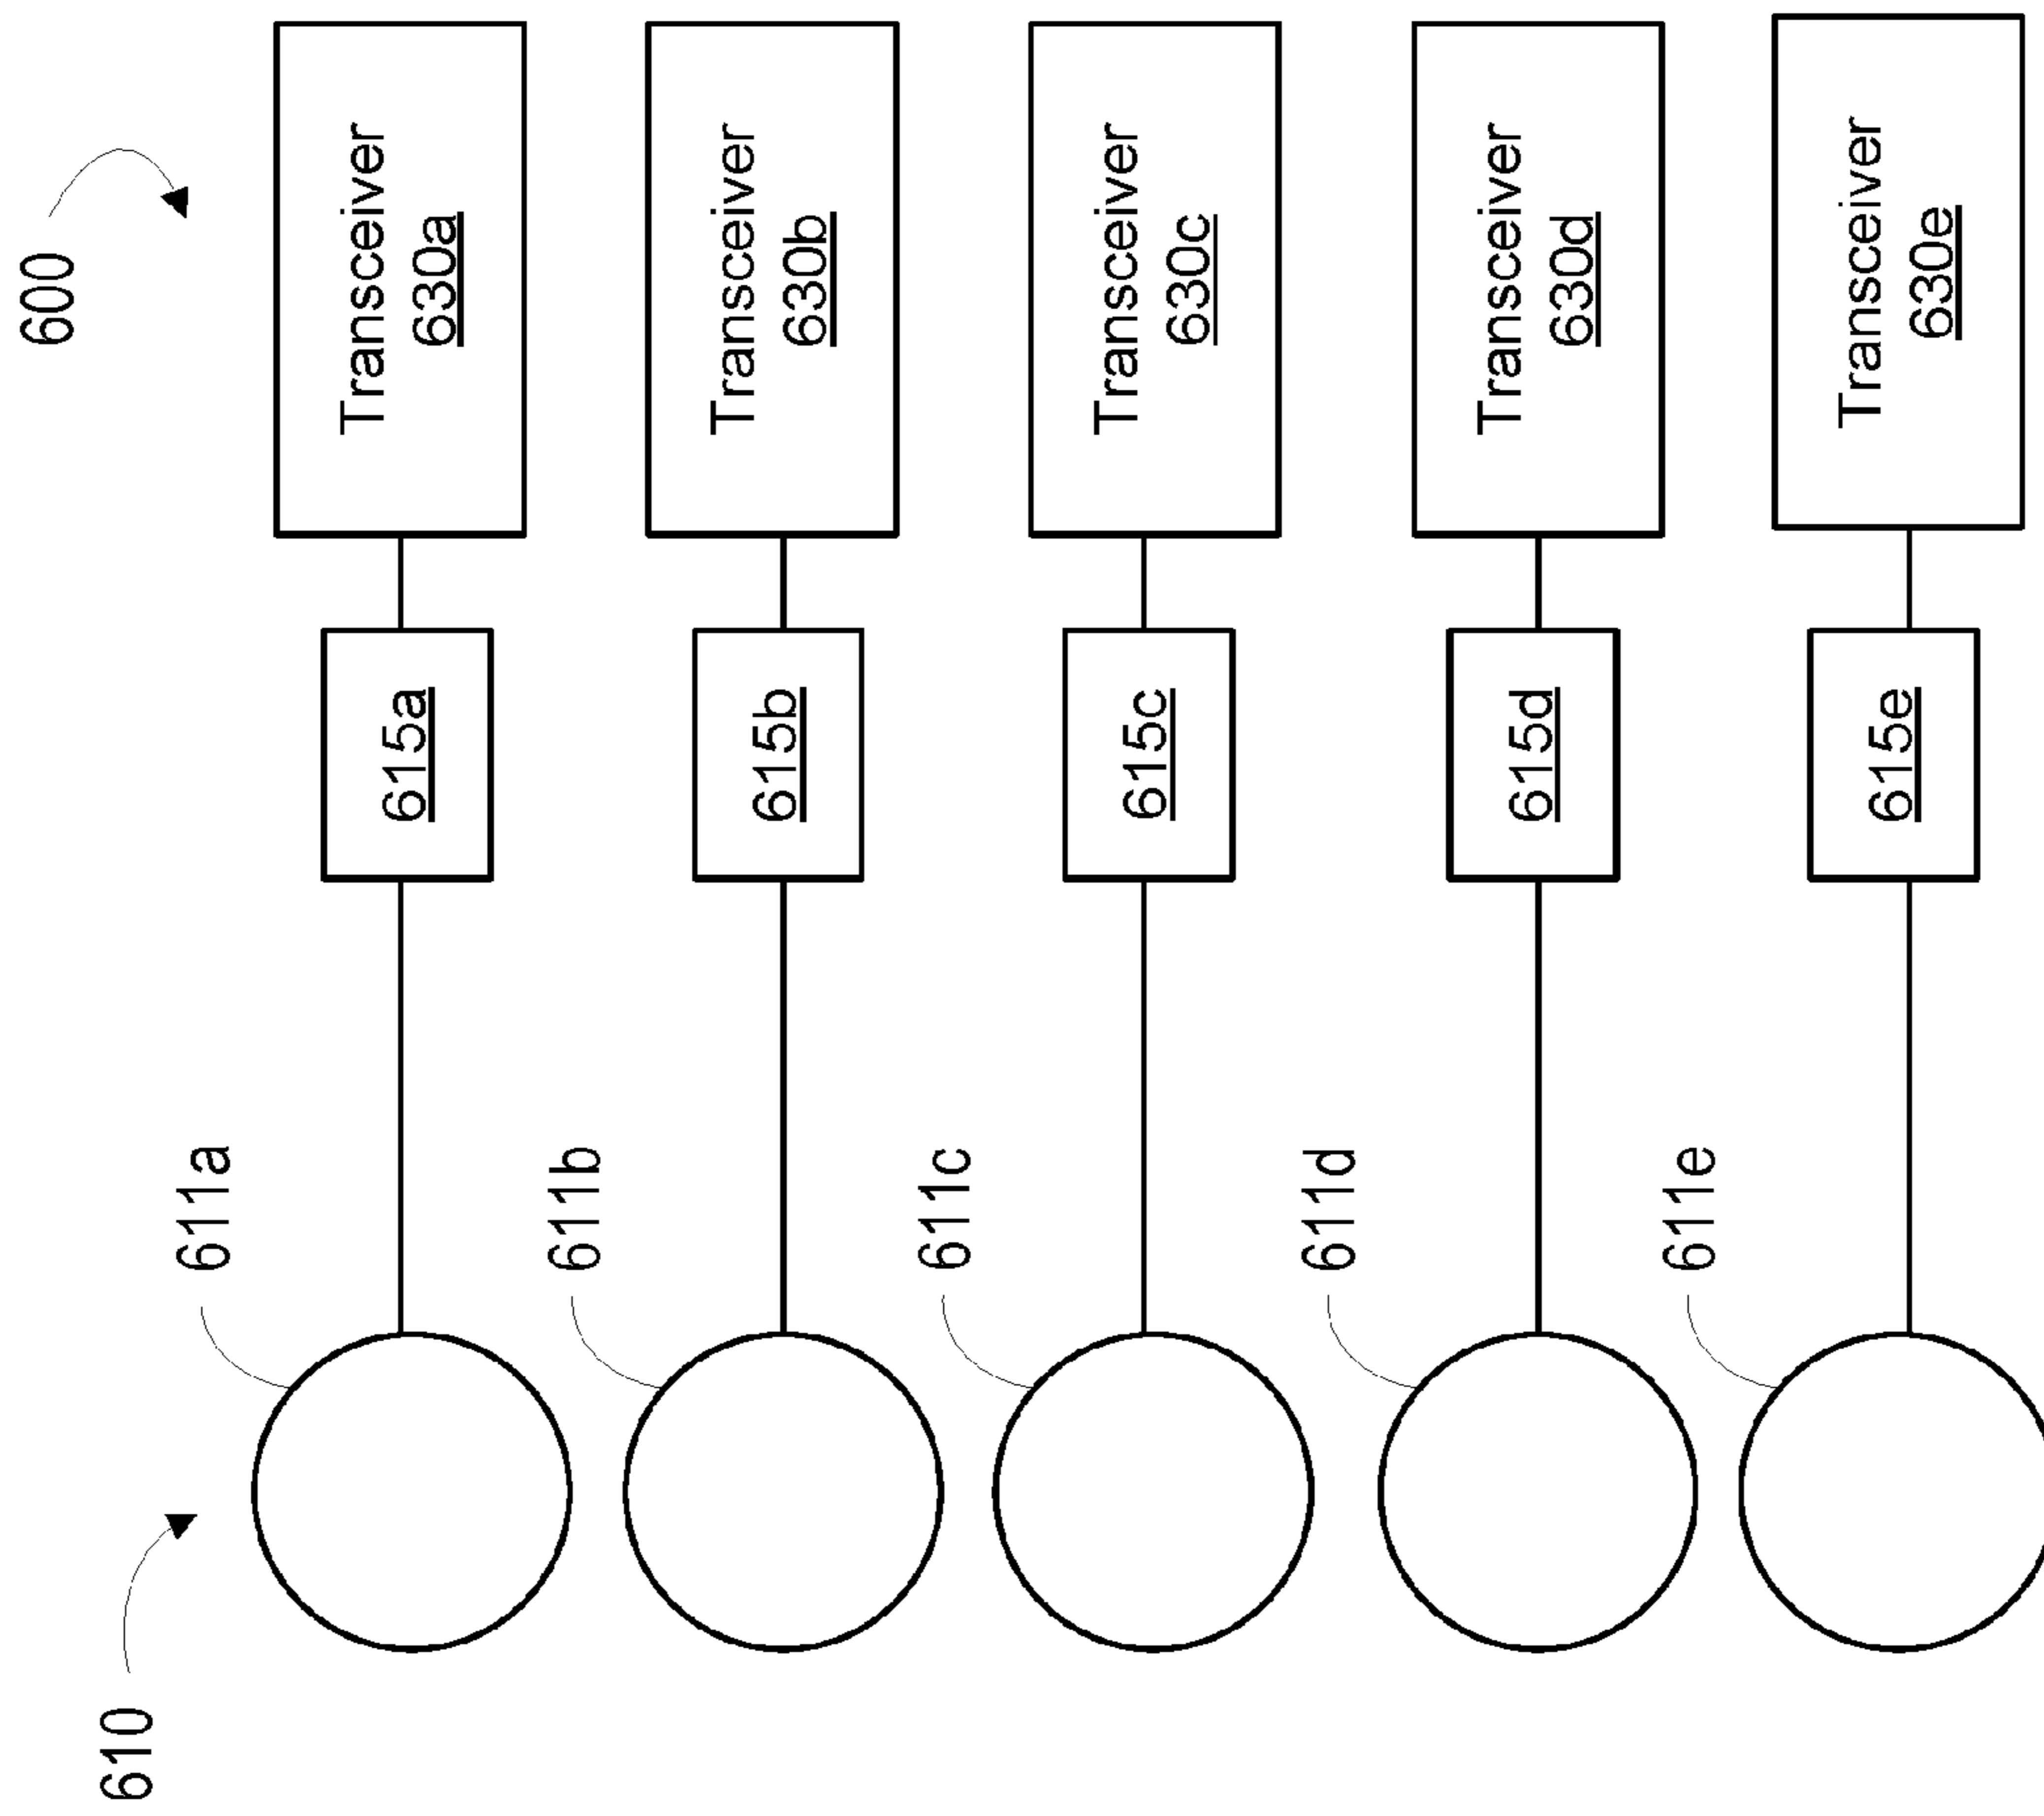 600
Transceiver
630a
Transceiver
630b
Transceiver
630c
Transceiver
630d
Transceiver
630e
615a
615b
615c
615d
615e
611a
611b
611c
611d
611e
610